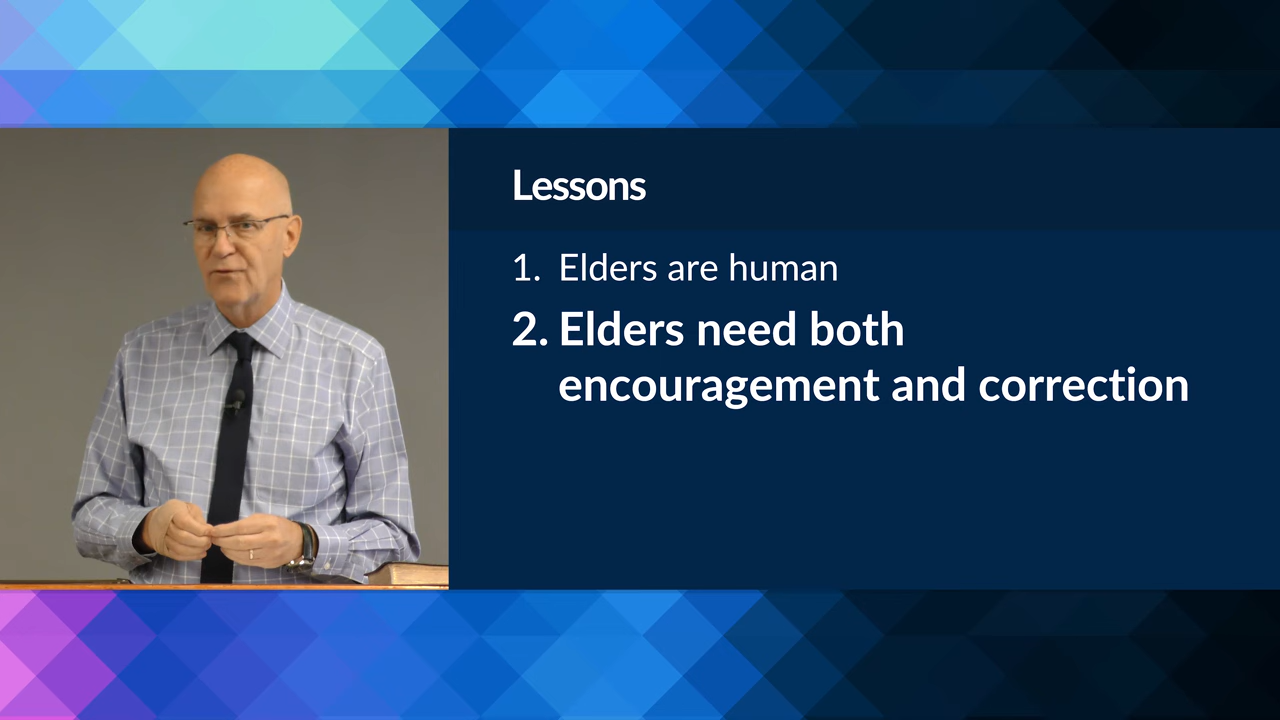 Lessons
1. Elders are human
2. Elders need both
encouragement and correction